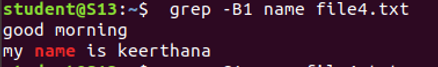 student@S13:~$  grep -B1 name file4.txt
good morning
my name is keerthana